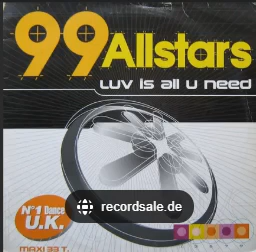 99 Allstars
Luv is all u need
N°1 Dance
U.K.
MAXI 33 T.
recordsale.de